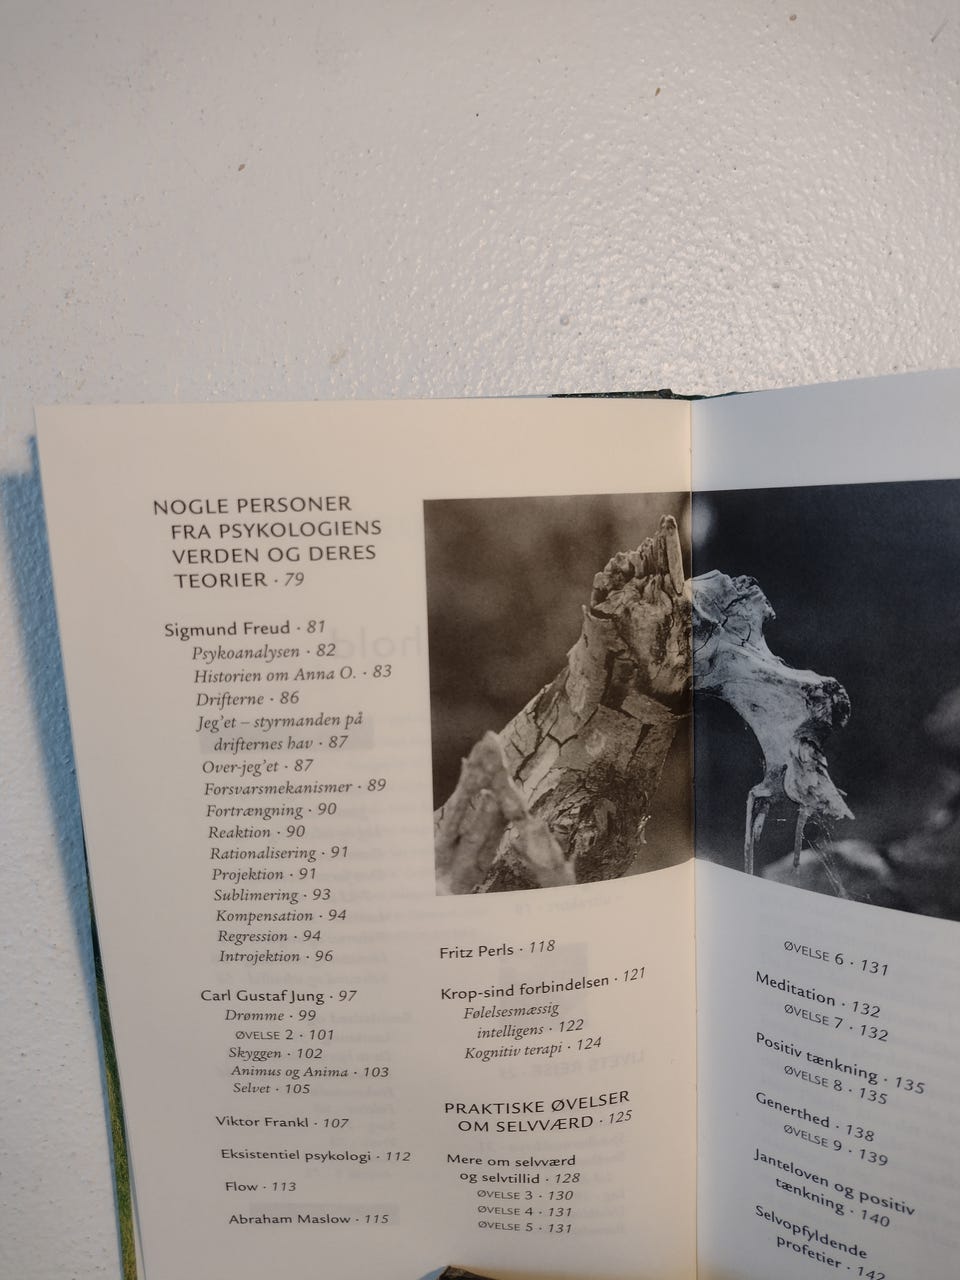 NOGLE PERSONER
FRA PSYKOLOGIENS
VERDEN OG DERES
TEORIER · 79
Sigmund Freud · 81
Psykoanalysen · 82
Historien om Anna O. · 83
Drifterne · 86
Jeg'et – styrmanden på
drifternes hav · 87
Over-jeg'et · 87
Forsvarsmekanismer · 89
Fortrængning · 90
Reaktion · 90
Rationalisering · 91
Projektion · 91
Sublimering · 93
Kompensation · 94
Regression · 94
Introjektion · 96
Carl Gustaf Jung · 97
Drømme · 99
ØVELSE 2 · 101
Skyggen · 102
Animus og Anima · 103
Selvet · 105
Viktor Frankl · 107
Eksistentiel psykologi · 112
Flow · 113
Abraham Maslow · 115
Fritz Perls · 118
Krop-sind forbindelsen · 121
Følelsesmæssig
intelligens · 122
Kognitiv terapi · 124
PRAKTISKE ØVELSER
OM SELVVÆRD · 125
Mere om selvværd
og selvtillid · 128
ØVELSE 3 · 130
ØVELSE 4 · 131
ØVELSE 5 · 131
ØVELSE 6 · 131
Meditation · 132
ØVELSE 7 · 132
Positiv tænkning · 135
ØVELSE 8 · 135
Generthed · 138
ØVELSE 9 · 139
Janteloven og positiv
tænkning · 140
Selvopfyldende
profetier · 142